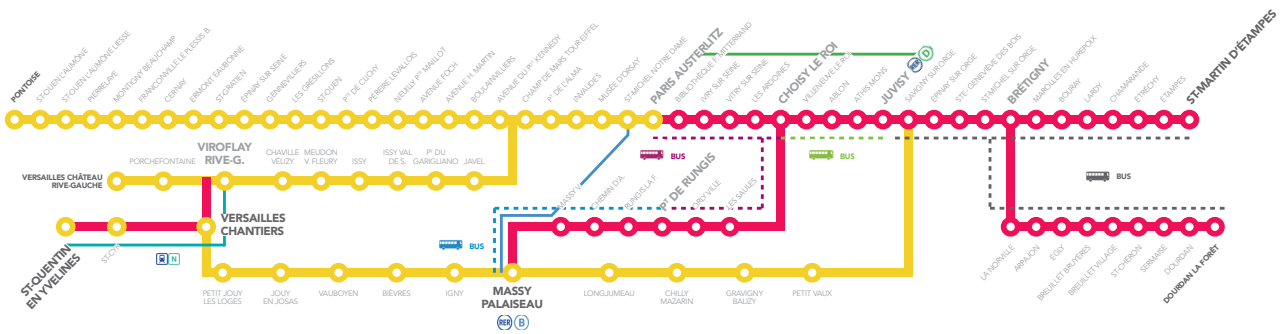 PONTOISE
ST-OUEN L'AUMÔNE
ST-OUEN L'AUMÔNE LIESSE
PIERRELAYE
MONTIGNY BEAUCHAMP
FRANCONVILLE LE PLESSIS B.
CERNAY
ERMONT EAUBONNE
ST-GRATIEN
EPINAY SUR SEINE
GENNEVILLIERS
LES GRÉSILLONS
ST-OUEN
PTE DE CLICHY
PEREIRE LEVALLOIS
NEUILLY PTE MAILLOT
AVENUE FOCH
AVENUE H. MARTIN
BOULAINVILLIERS
AVENUE DU PT KENNEDY
CHAMP DE MARS TOUR EIFFEL
PT DE L'ALMA
INVALIDES
MUSÉE D'ORSAY
ST-MICHEL NOTRE DAME
PARIS AUSTERLITZ
BIBLIOTHÈQUE F. MITTERRAND
IVRY SUR SEINE
VITRY SUR SEINE
LES ARDOINES
CHOISY LE ROI
VILLENEUVE LE ROI
ABLON
ATHIS MONS
JUVISY
RER D
SAVIGNY SUR ORGE
EPINAY SUR ORGE
STE- GENEVIÈVE DES BOIS
ST-MICHEL SUR ORGE
BRÉTIGNY
MAROLLES EN HUREPOIX
BOURAY
LARDY
CHAMARANDE
ÉTRÉCHY
ETAMPES
ST-MARTIN D'ÉTAMPES
BUS
BUS
BUS
VERSAILLES CHÂTEAU
RIVE-GAUCHE
PORCHEFONTAINE
VIROFLAY
RIVE-G.
CHAVILLE
VÉLIZY
MEUDON
V. FLEURY
ISSY
ISSY VAL
DE S.
PT DU
GARIGLIANO
JAVEL
MASSY V.
CHEMIN D'A.
RUNGIS LA F.
PT DE RUNGIS
ORLY VILLE
LES SAULES
ST-QUENTIN
EN YVELINES
ST-CYR
VERSAILLES
CHANTIERS
N
BUS
PETIT JOUY
LES LOGES
JOUY
EN JOSAS
VAUBOYEN
BIÈVRES
IGNY
MASSY
PALAISEAU
RER B
LONGJUMEAU
CHILLY
MAZARIN
GRAVIGNY
BALIZY
PETIT VAUX
LA NORVILLE
ARPAJON
EGLY
BREUILLET BRUYÈRES
BREUILLET VILLAGE
ST-CHÉRON
SERMAISE
DOURDAN
DOURDAN LA FORÊT